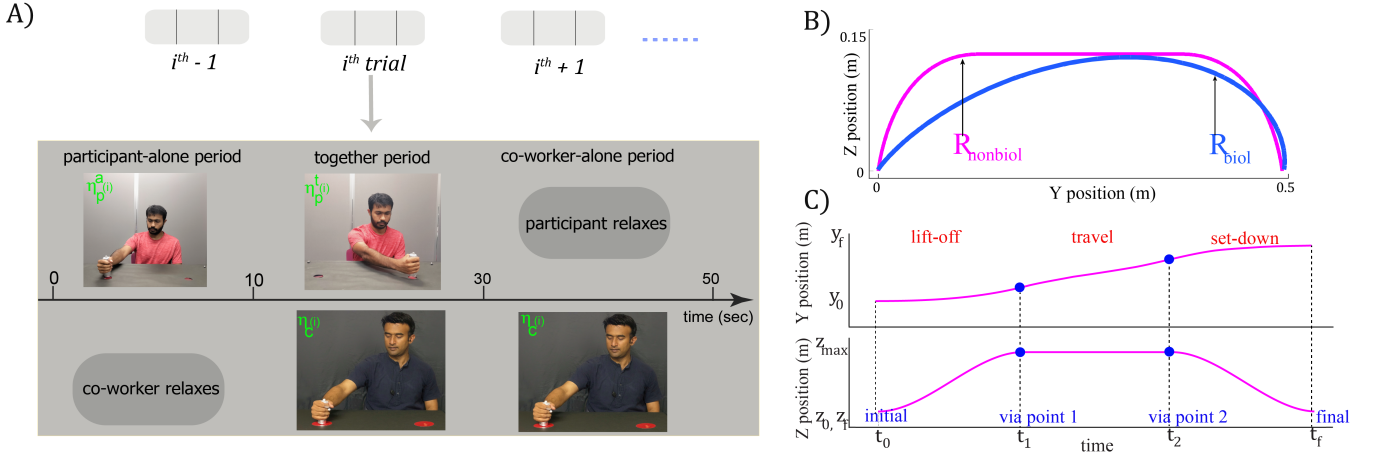 A)
i^th - 1
i^th trial
i^th + 1
participant-alone period
together period
co-worker-alone period
η_p^a(i)
η_p^t(i)
participant relaxes
0
10
30
50
time (sec)
co-worker relaxes
η_c(i)
η_c(i)
B)
0.15
Z position (m)
R_nonbiol
R_biol
0
0
0.5
Y position (m)
C)
y_f
lift-off
travel
set-down
Y position (m)
y_0
z_max
Z position (m)
z_0, z_f
initial
via point 1
via point 2
final
t_0
t_1
t_2
t_f
time